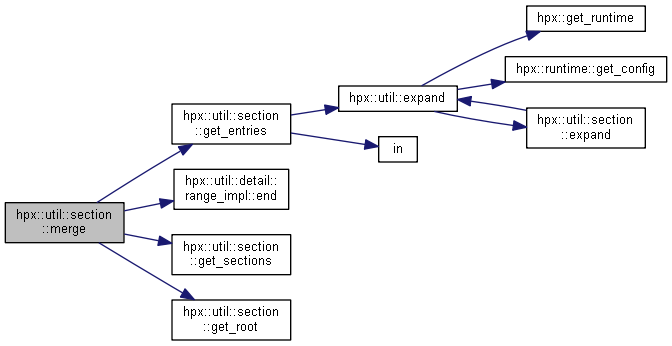 hpx::util::section
::merge
hpx::util::section
::get_entries
hpx::util::detail::
range_impl::end
hpx::util::section
::get_sections
hpx::util::section
::get_root
hpx::util::expand
in
hpx::get_runtime
hpx::runtime::get_config
hpx::util::section
::expand